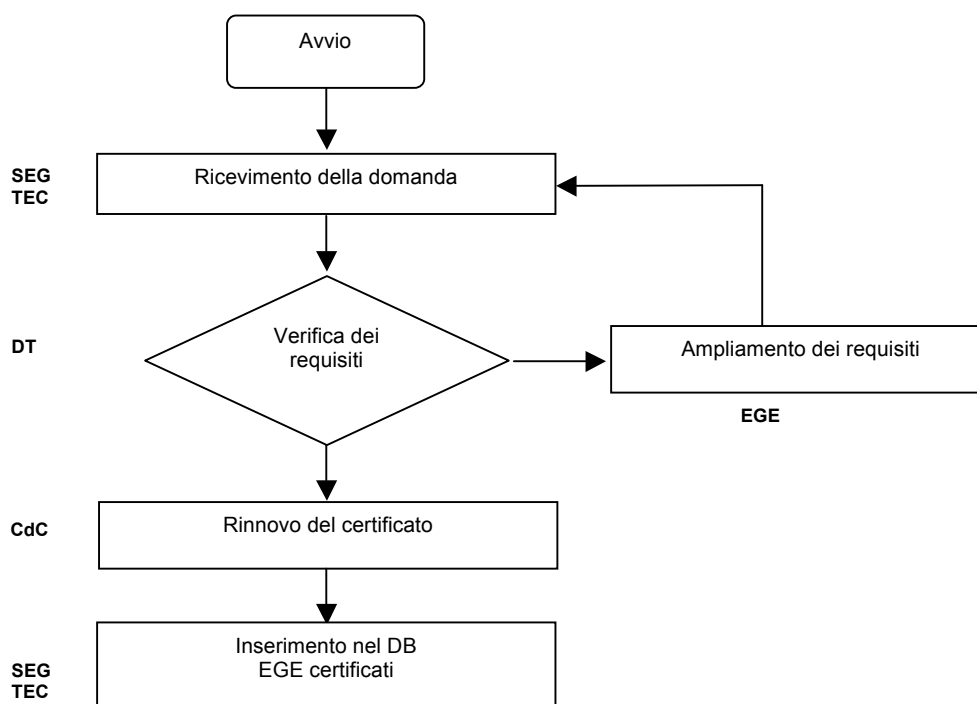 Avvio
SEG
TEC
Ricevimento della domanda
DT
Verifica dei
requisiti
Ampliamento dei requisiti
EGE
CdC
Rinnovo del certificato
SEG
TEC
Inserimento nel DB
EGE certificati